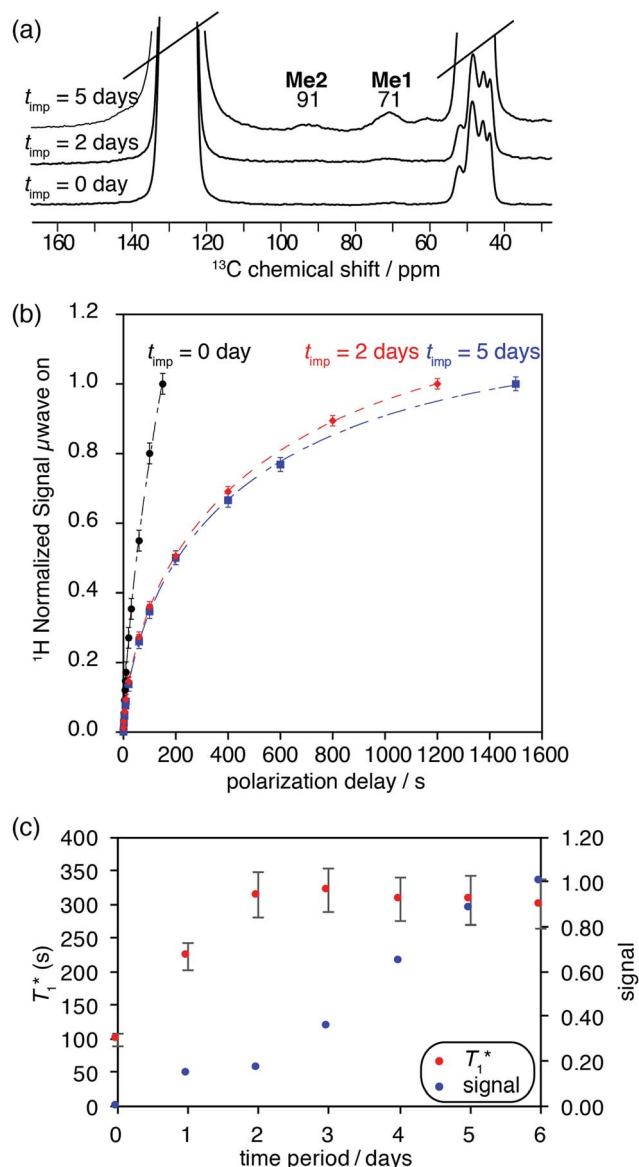 (a)
Me2 Me1
91 71
t_imp = 5 days
t_imp = 2 days
t_imp = 0 day
160 140 120 100 80 60 40
¹³C chemical shift / ppm
(b)
¹H Normalized Signal μwave on
1.2
1.0
0.8
0.6
0.4
0.2
0.0
t_imp = 0 day t_imp = 2 days t_imp = 5 days
0 200 400 600 800 1000 1200 1400 1600
polarization delay / s
(c)
T₁* (s)
400 1.20
350
300 1.00
250 0.80
200 0.60
150
100 0.40
50 0.20
0 0.00
signal
T₁*
signal
0 1 2 3 4 5 6
time period / days